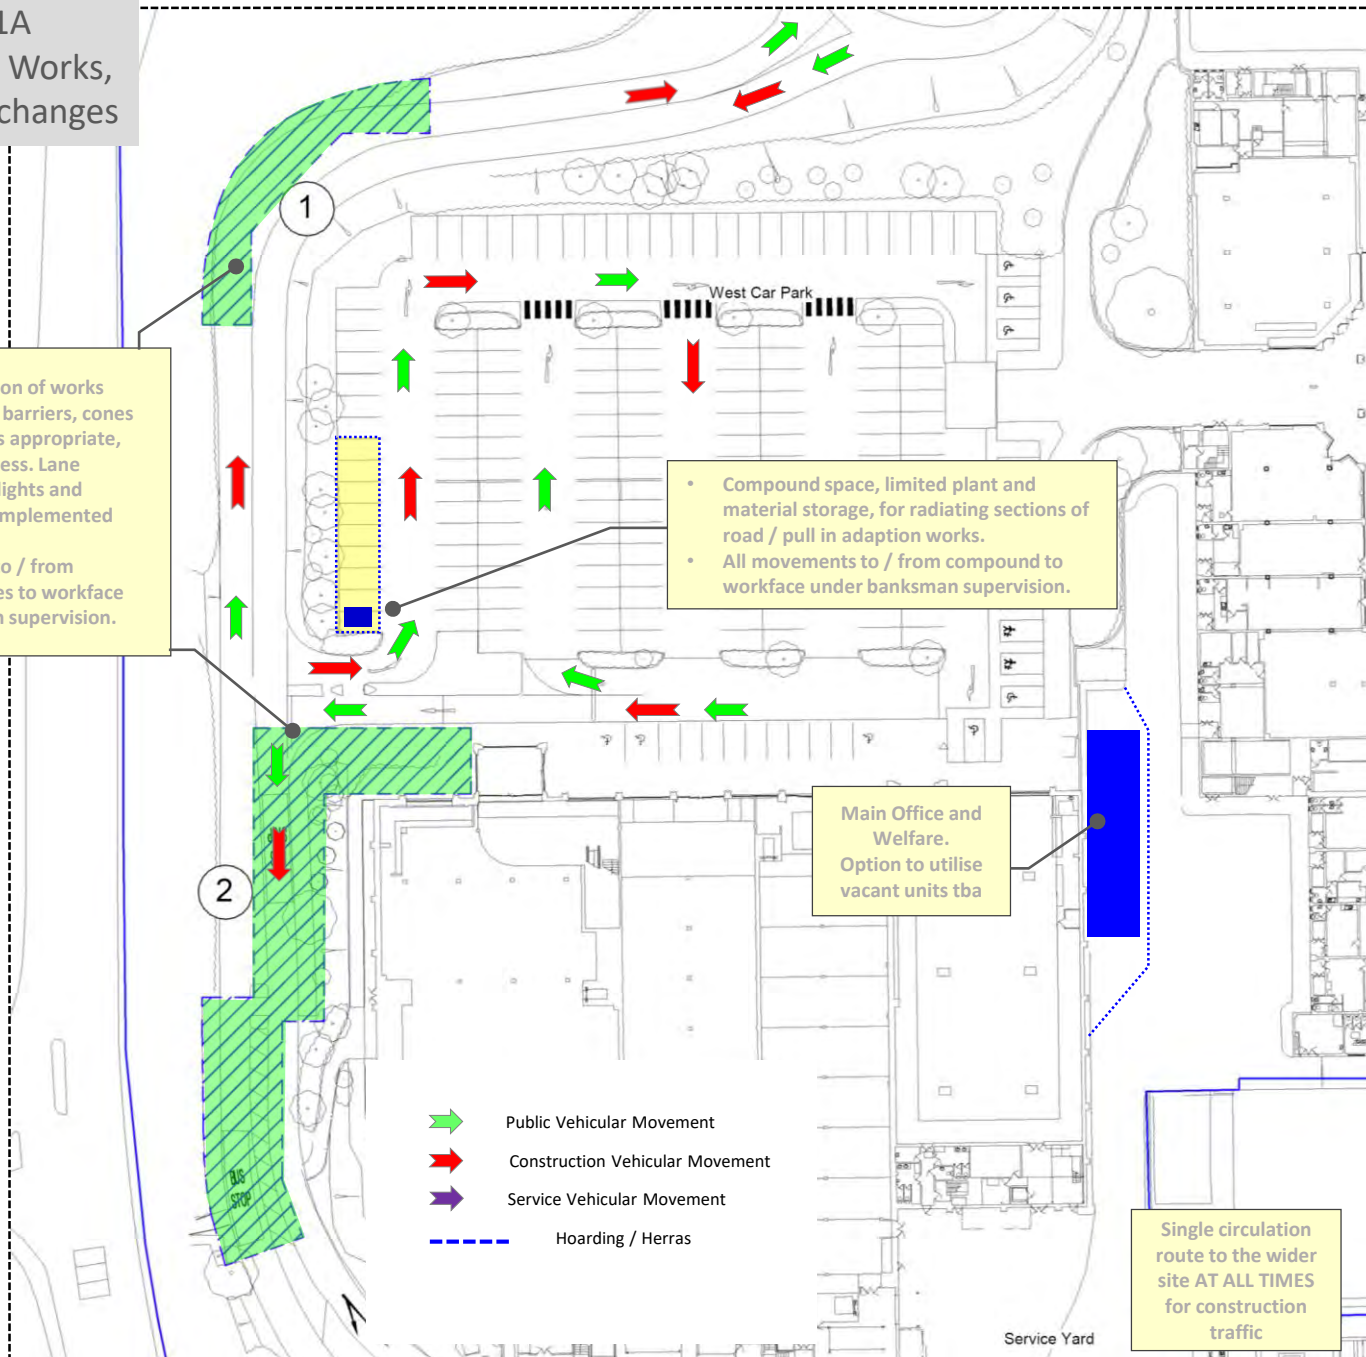 1A
Works,
changes
1
West Car Park
on of works
barriers, cones
s appropriate,
ess. Lane
lights and
mplemented
o / from
es to workface
n supervision.
• Compound space, limited plant and
material storage, for radiating sections of
road / pull in adaption works.
• All movements to / from compound to
workface under banksman supervision.
Main Office and
Welfare.
Option to utilise
vacant units tba
2
BUS
STOP
Public Vehicular Movement
Construction Vehicular Movement
Service Vehicular Movement
Hoarding / Herras
Single circulation
route to the wider
site AT ALL TIMES
for construction
traffic
Service Yard